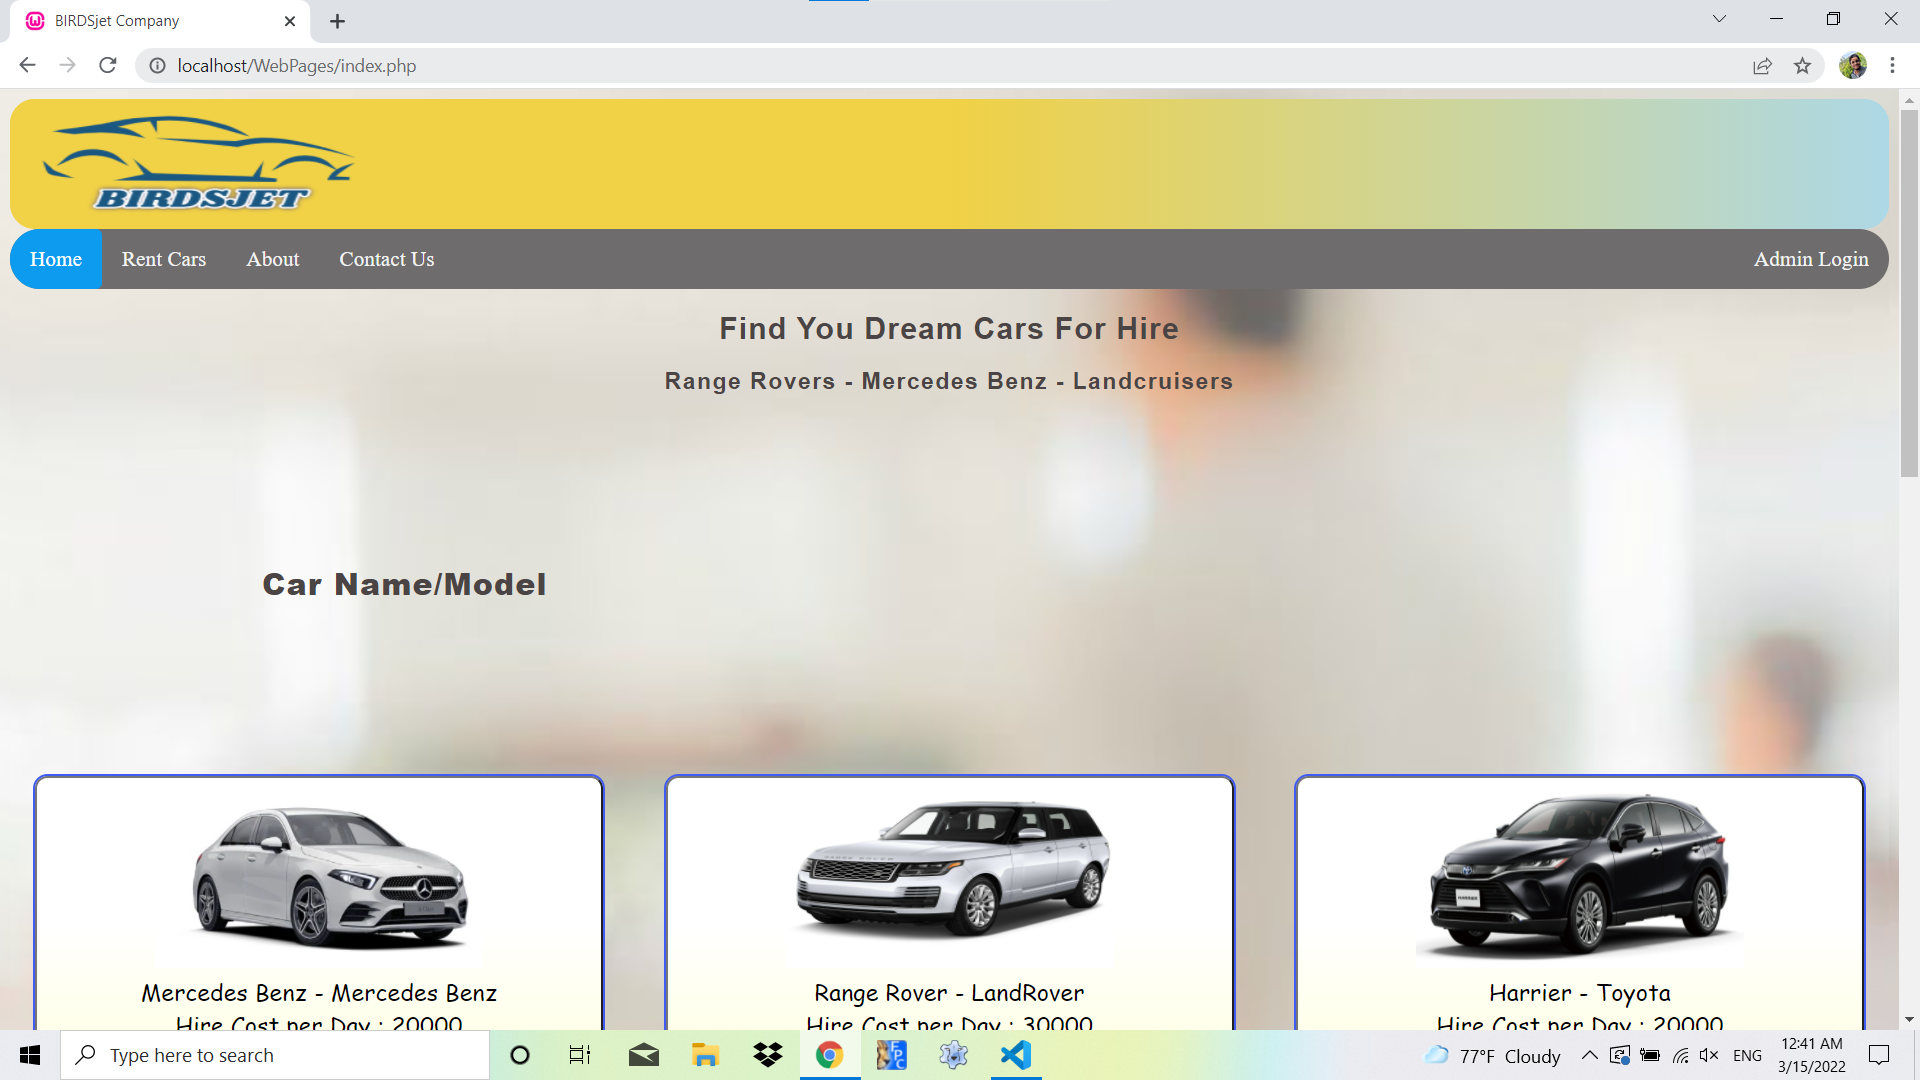 BIRDSjet Company
localhost/WebPages/index.php
BIRDSJET
Home Rent Cars About Contact Us Admin Login
Find You Dream Cars For Hire
Range Rovers - Mercedes Benz - Landcruisers
Car Name/Model
Mercedes Benz - Mercedes Benz
Hire Cost per Day : 20000
Range Rover - LandRover
Hire Cost per Day : 30000
HARRIER
Harrier - Toyota
Hire Cost per Day : 20000
Type here to search
FPC
77°F Cloudy
ENG
12:41 AM
3/15/2022